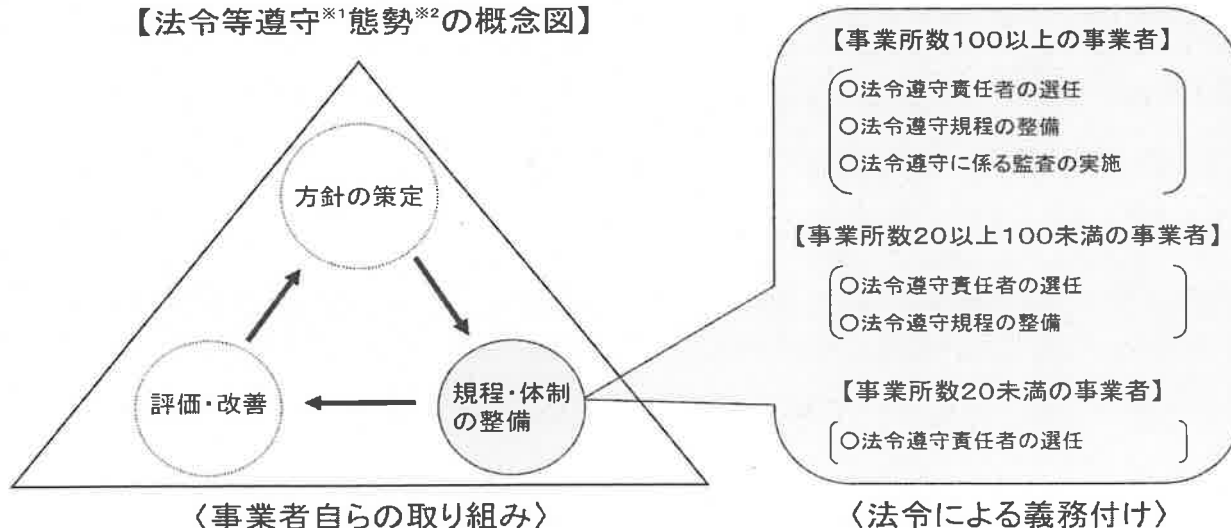 【法令等遵守※1態勢※2の概念図】
方針の策定
評価・改善
規程・体制
の整備
〈事業者自らの取り組み〉
【事業所数100以上の事業者】
○法令遵守責任者の選任
○法令遵守規程の整備
○法令遵守に係る監査の実施
【事業所数20以上100未満の事業者】
○法令遵守責任者の選任
○法令遵守規程の整備
【事業所数20未満の事業者】
○法令遵守責任者の選任
〈法令による義務付け〉